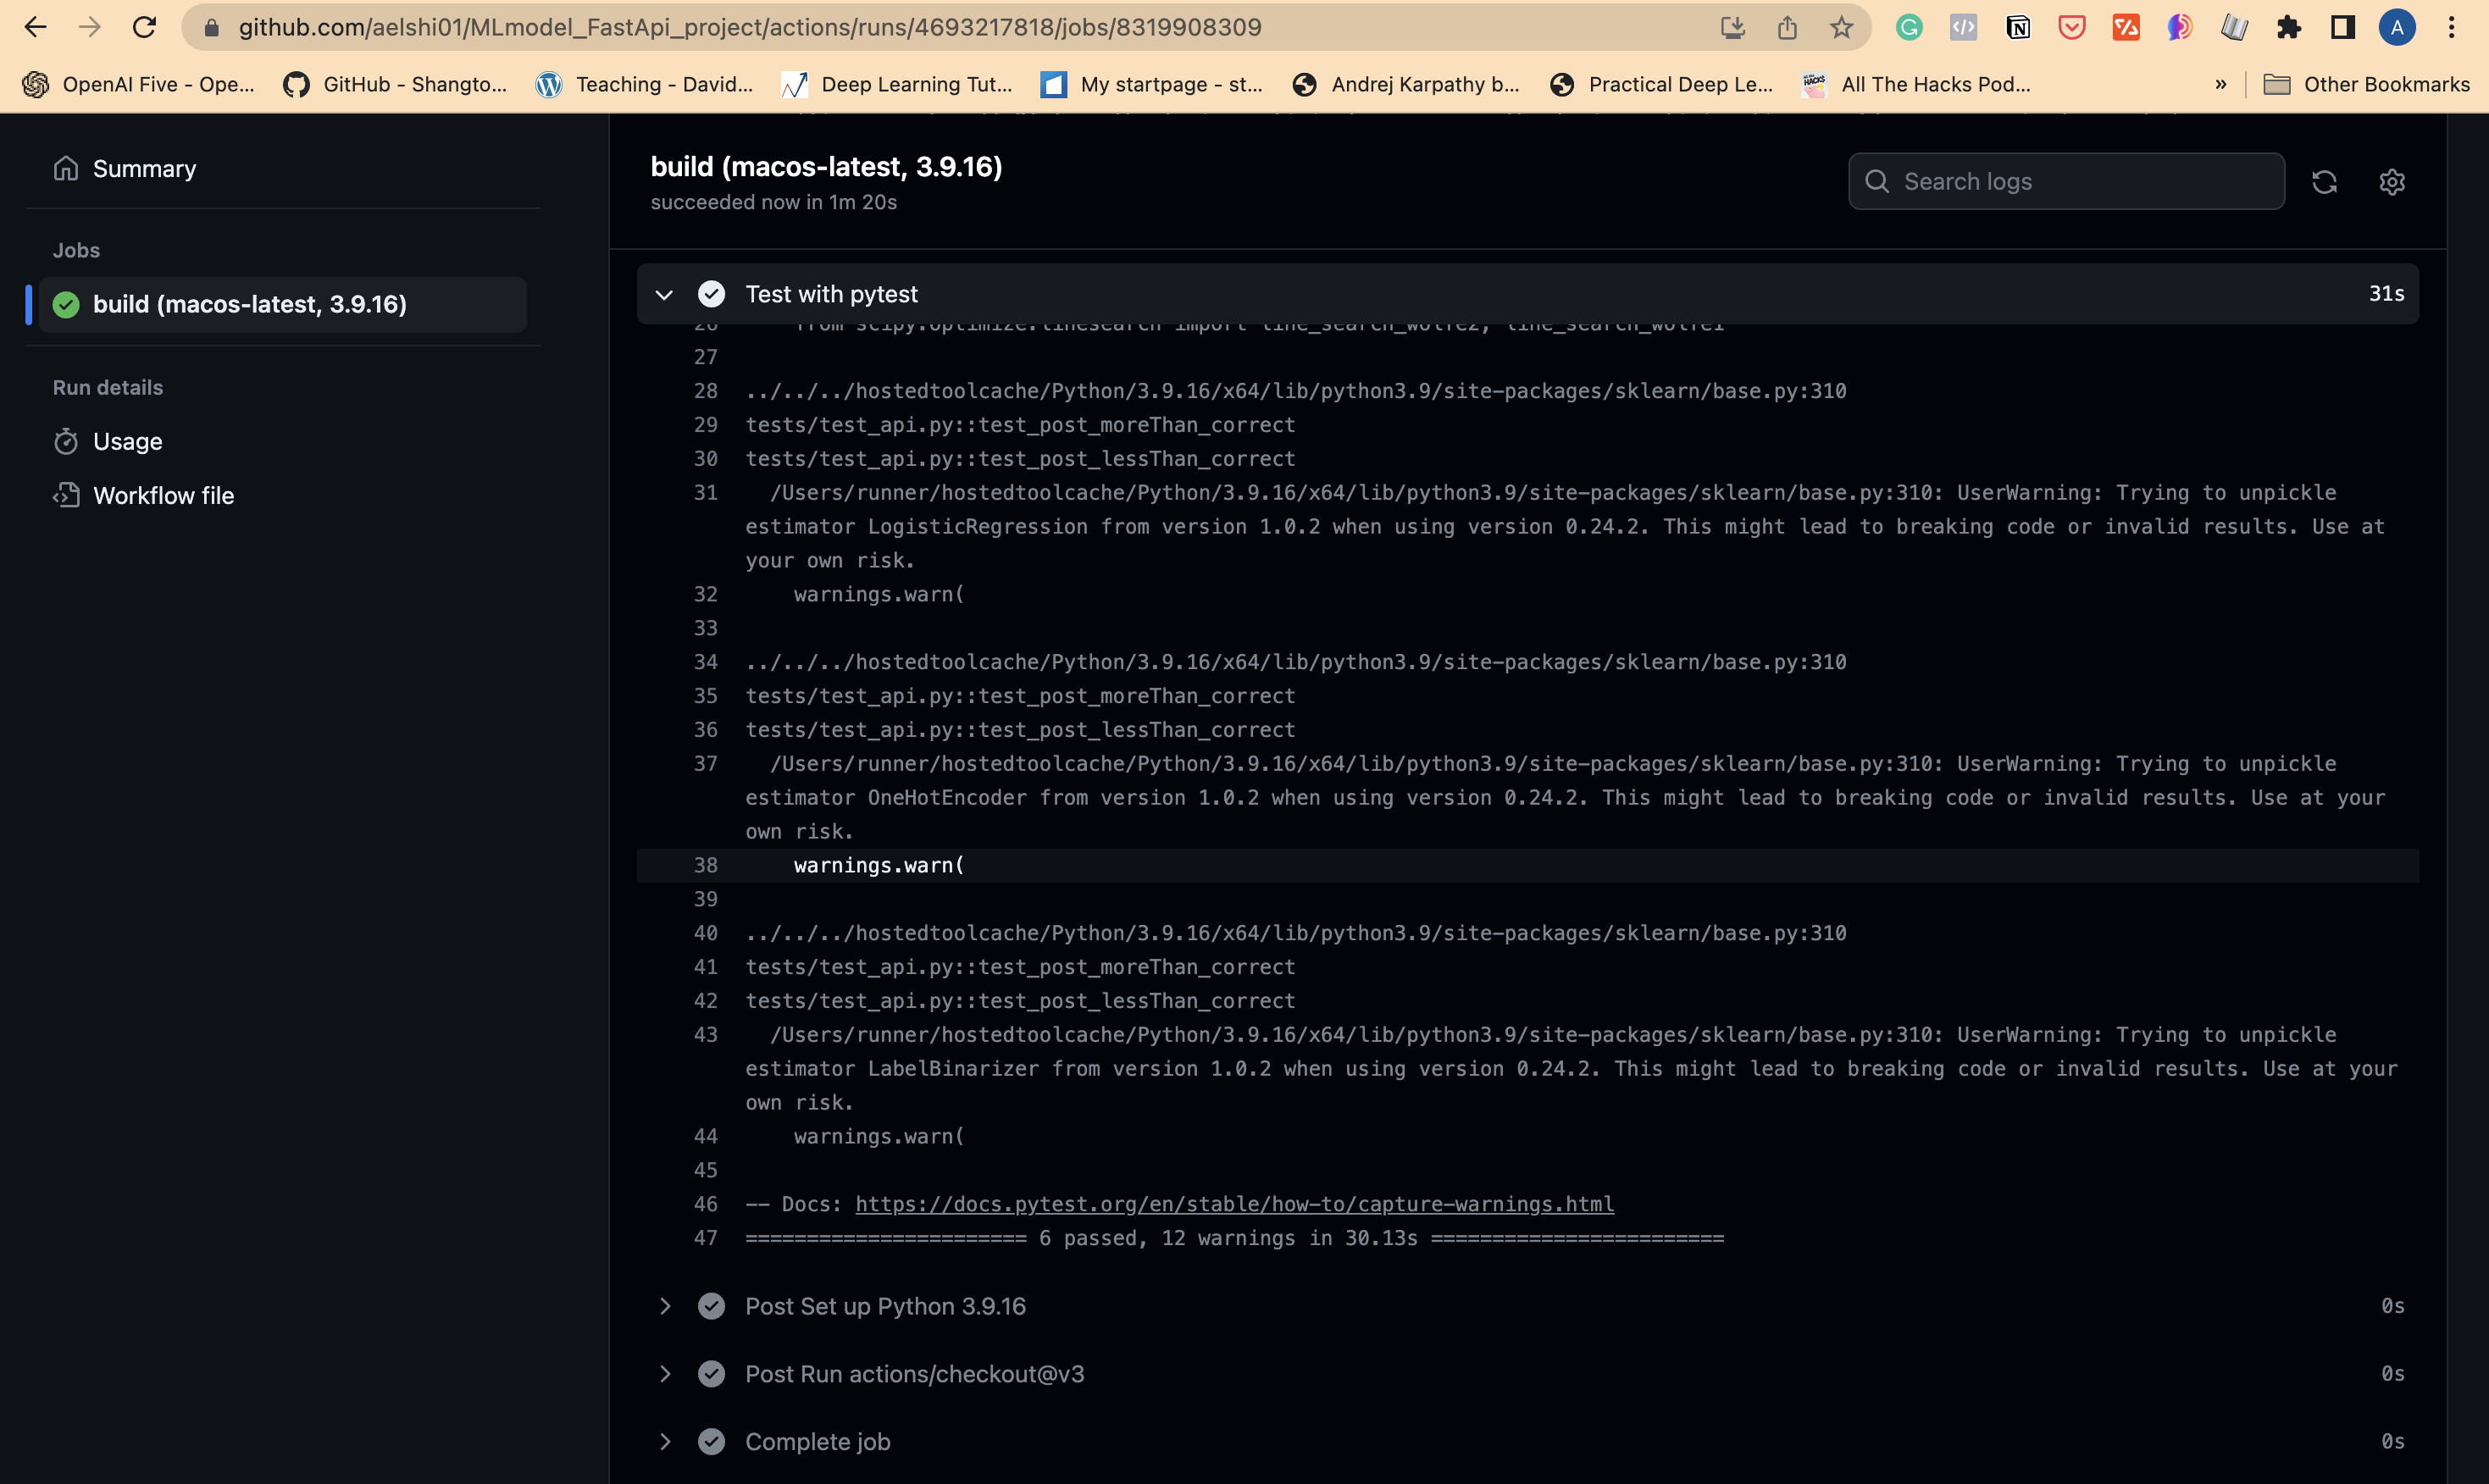 github.com/aelshi01/MLmodel_FastApi_project/actions/runs/4693217818/jobs/8319908309
A
OpenAI Five - Ope...
GitHub - Shangto...
Teaching - David...
Deep Learning Tut...
My startpage - st...
Andrej Karpathy b...
Practical Deep Le...
All The Hacks Pod...
»
Other Bookmarks
Summary
Jobs
build (macos-latest, 3.9.16)
Run details
Usage
Workflow file
build (macos-latest, 3.9.16)
succeeded now in 1m 20s
Search logs
Test with pytest 31s
26 from scipy.optimize.linesearch import line_search_wolfe2, line_search_wolfe1
27
28 ../../../hostedtoolcache/Python/3.9.16/x64/lib/python3.9/site-packages/sklearn/base.py:310
29 tests/test_api.py::test_post_moreThan_correct
30 tests/test_api.py::test_post_lessThan_correct
31 /Users/runner/hostedtoolcache/Python/3.9.16/x64/lib/python3.9/site-packages/sklearn/base.py:310: UserWarning: Trying to unpickle
estimator LogisticRegression from version 1.0.2 when using version 0.24.2. This might lead to breaking code or invalid results. Use at
your own risk.
32 warnings.warn(
33
34 ../../../hostedtoolcache/Python/3.9.16/x64/lib/python3.9/site-packages/sklearn/base.py:310
35 tests/test_api.py::test_post_moreThan_correct
36 tests/test_api.py::test_post_lessThan_correct
37 /Users/runner/hostedtoolcache/Python/3.9.16/x64/lib/python3.9/site-packages/sklearn/base.py:310: UserWarning: Trying to unpickle
estimator OneHotEncoder from version 1.0.2 when using version 0.24.2. This might lead to breaking code or invalid results. Use at your
own risk.
38 warnings.warn(
39
40 ../../../hostedtoolcache/Python/3.9.16/x64/lib/python3.9/site-packages/sklearn/base.py:310
41 tests/test_api.py::test_post_moreThan_correct
42 tests/test_api.py::test_post_lessThan_correct
43 /Users/runner/hostedtoolcache/Python/3.9.16/x64/lib/python3.9/site-packages/sklearn/base.py:310: UserWarning: Trying to unpickle
estimator LabelBinarizer from version 1.0.2 when using version 0.24.2. This might lead to breaking code or invalid results. Use at your
own risk.
44 warnings.warn(
45
46 -- Docs: https://docs.pytest.org/en/stable/how-to/capture-warnings.html
47 ======================= 6 passed, 12 warnings in 30.13s ========================
Post Set up Python 3.9.16 0s
Post Run actions/checkout@v3 0s
Complete job 0s